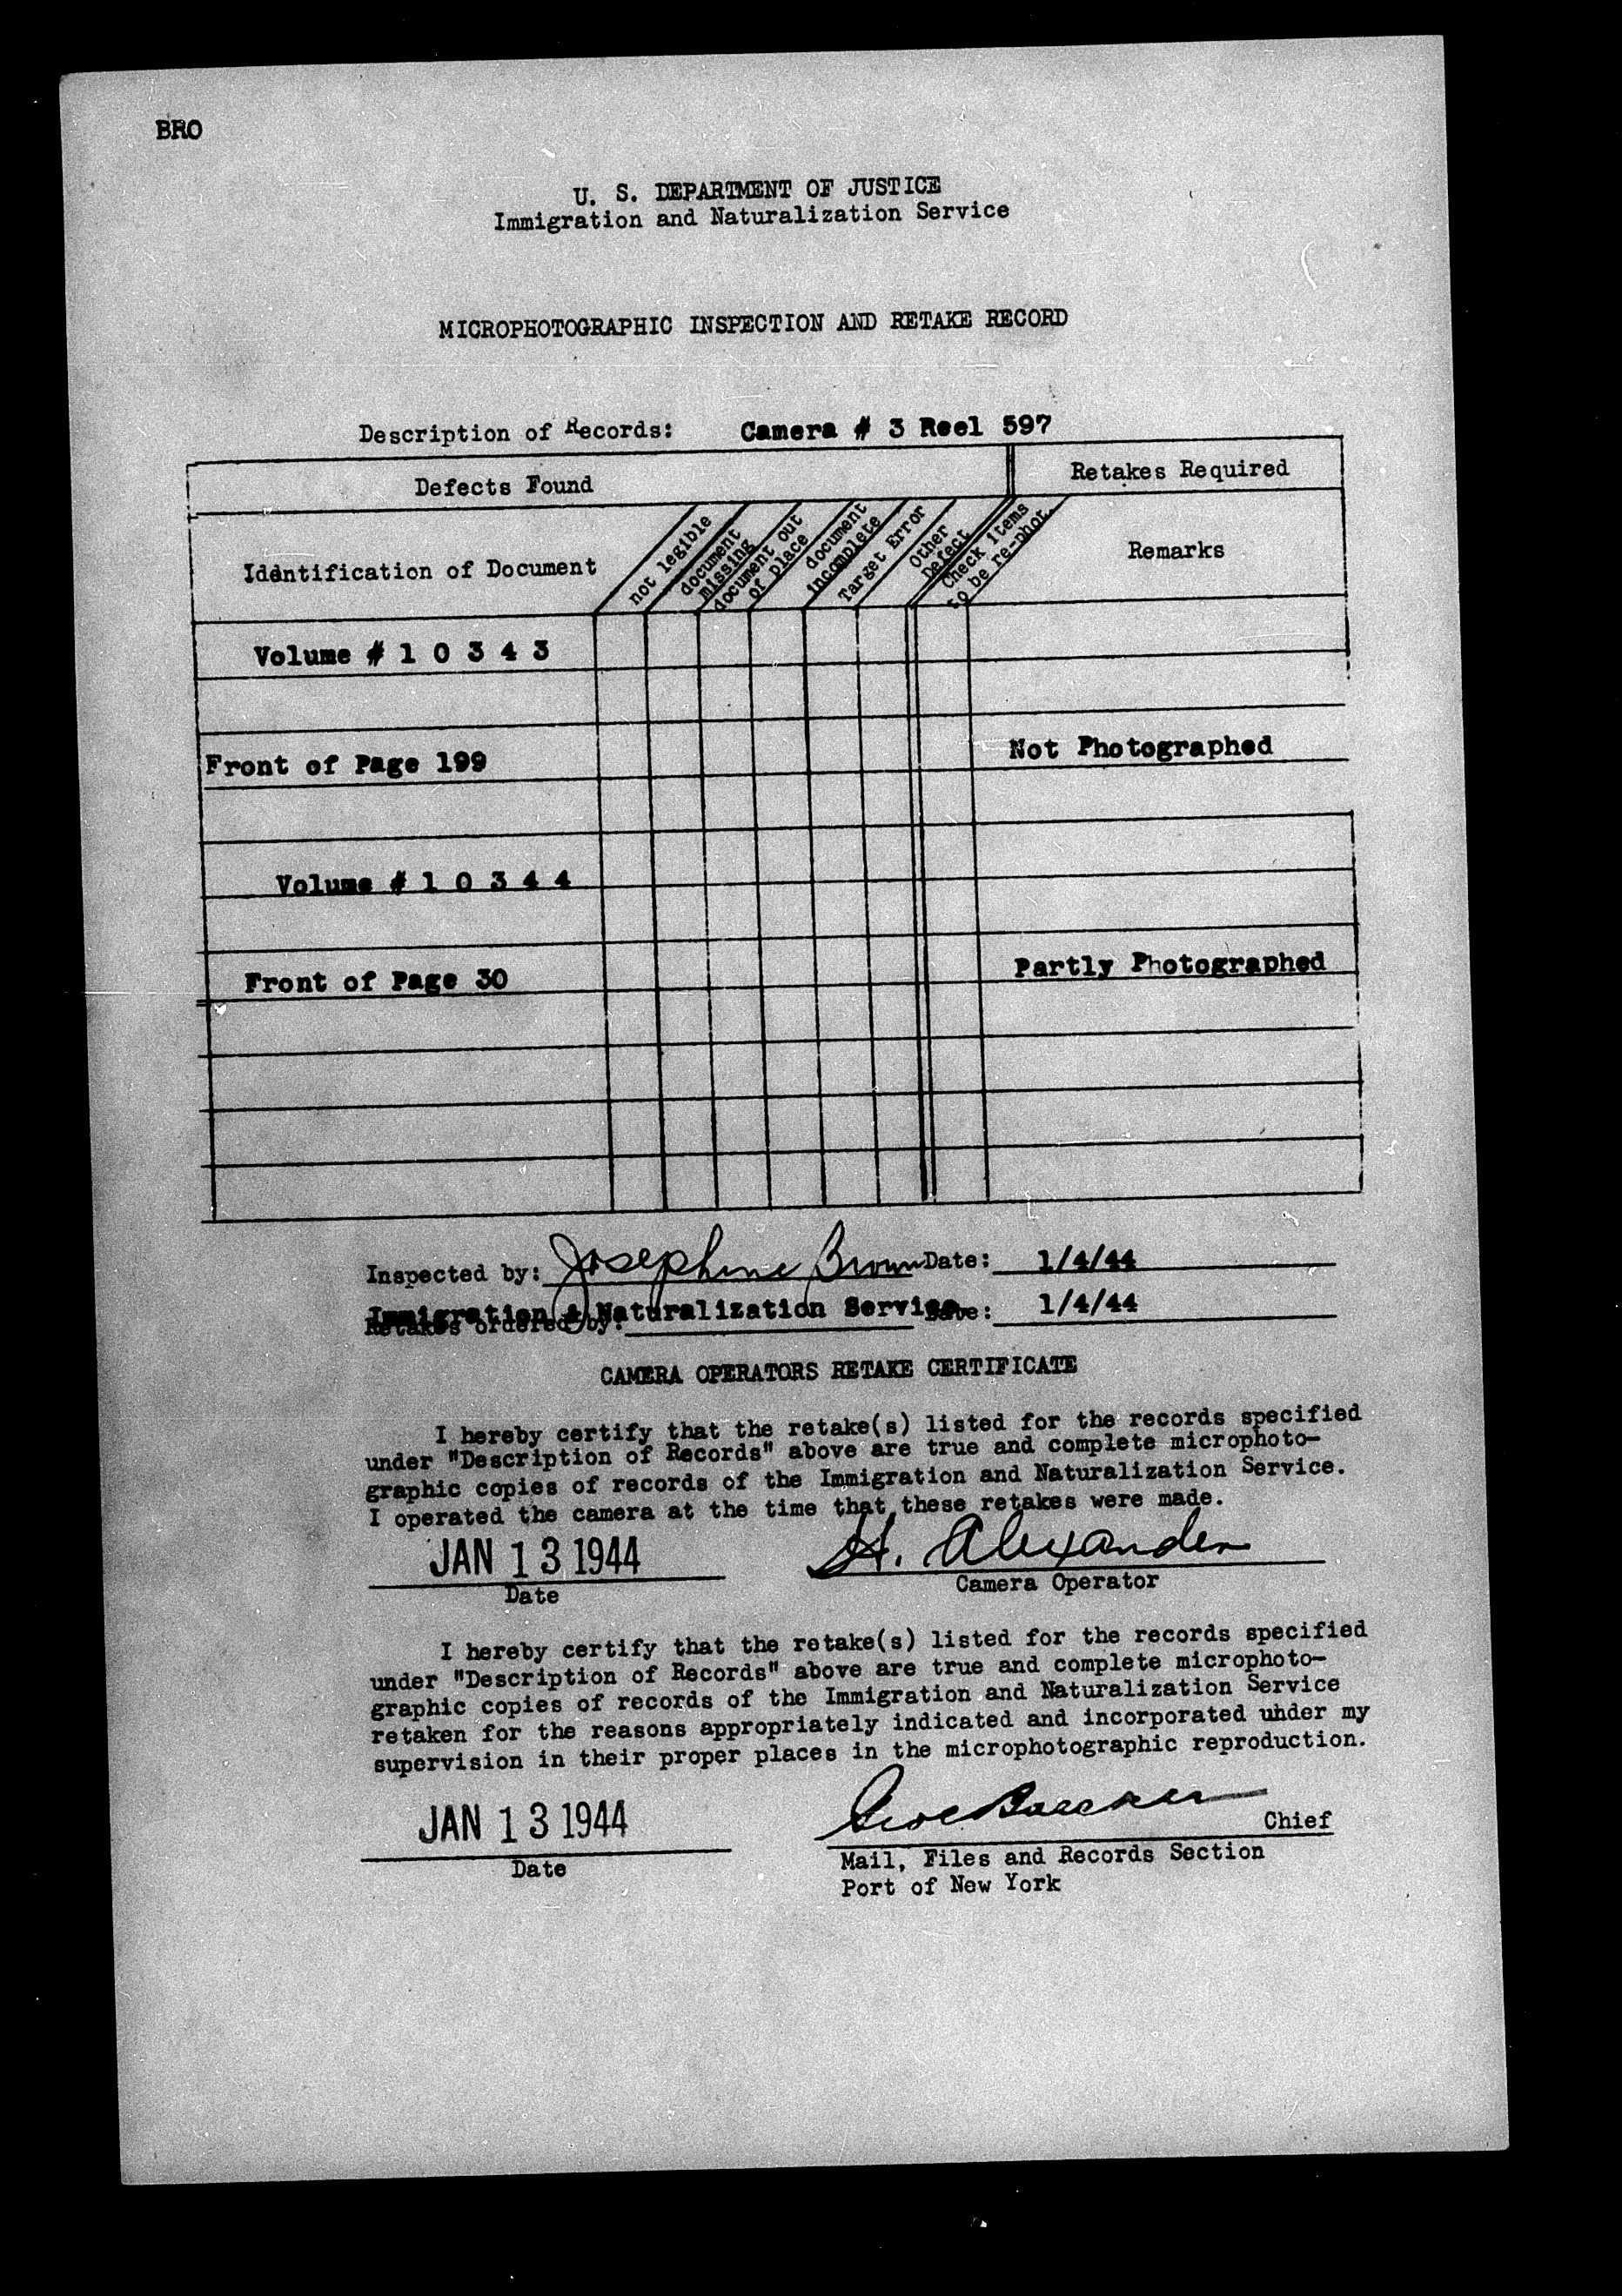 BRO
U. S. DEPARTMENT OF JUSTICE
Immigration and Naturalization Service
MICROPHOTOGRAPHIC INSPECTION AND RETAKE RECORD
Description of Records: Camera # 3 Reel 597
Defects Found
Retakes Required
Identification of Document
not legible
document
missing
document out
of place
document
incomplete
Target Error
Other
Defect
Check items
to be re-phot.
Remarks
Volume # 1 0 3 4 3
Front of Page 199 Not Photographed
Volume # 1 0 3 4 4
Front of Page 30 Partly Photographed
Inspected by: Josephine Brown Date: 1/4/44
Immigration & Naturalization Service
Retakes ordered by: Date: 1/4/44
CAMERA OPERATORS RETAKE CERTIFICATE
I hereby certify that the retake(s) listed for the records specified
under "Description of Records" above are true and complete microphoto-
graphic copies of records of the Immigration and Naturalization Service.
I operated the camera at the time that these retakes were made.
JAN 13 1944 H. Alexander
Date Camera Operator
I hereby certify that the retake(s) listed for the records specified
under "Description of Records" above are true and complete microphoto-
graphic copies of records of the Immigration and Naturalization Service
retaken for the reasons appropriately indicated and incorporated under my
supervision in their proper places in the microphotographic reproduction.
JAN 13 1944 Chief
Date Mail, Files and Records Section
Port of New York